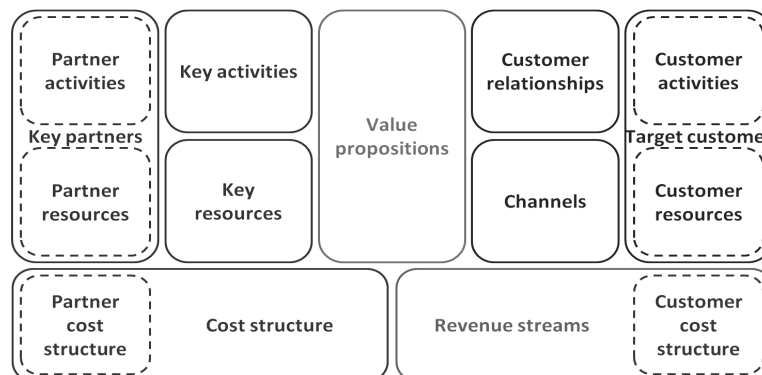 Partner
activities
Key partners
Partner
resources
Key activities
Key
resources
Value
propositions
Customer
relationships
Channels
Customer
activities
Target custome
Customer
resources
Partner
cost
structure
Cost structure
Revenue streams
Customer
cost
structure